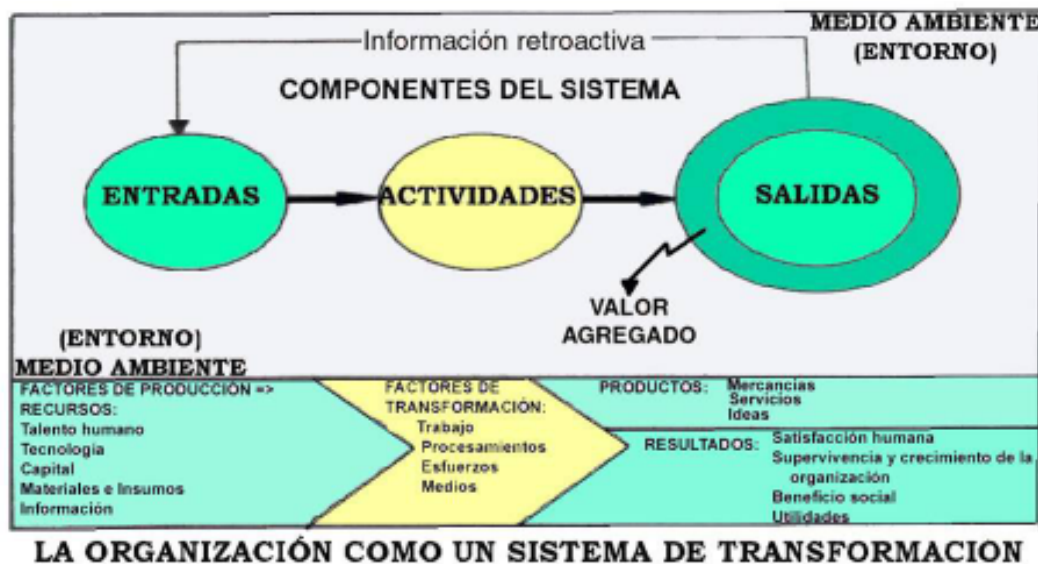 MEDIO AMBIENTE
(ENTORNO)
Información retroactiva
COMPONENTES DEL SISTEMA
ENTRADAS
ACTIVIDADES
SALIDAS
VALOR
AGREGADO
(ENTORNO)
MEDIO AMBIENTE
FACTORES DE PRODUCCIÓN =>
RECURSOS:
Talento humano
Tecnología
Capital
Materiales e Insumos
Información
FACTORES DE
TRANSFORMACIÓN:
Trabajo
Procesamientos
Esfuerzos
Medios
PRODUCTOS: Mercancias
Servicios
Ideas
RESULTADOS: Satisfacción humana
Supervivencia y crecimiento de la
organización
Beneficio social
Utilidades
LA ORGANIZACIÓN COMO UN SISTEMA DE TRANSFORMACION